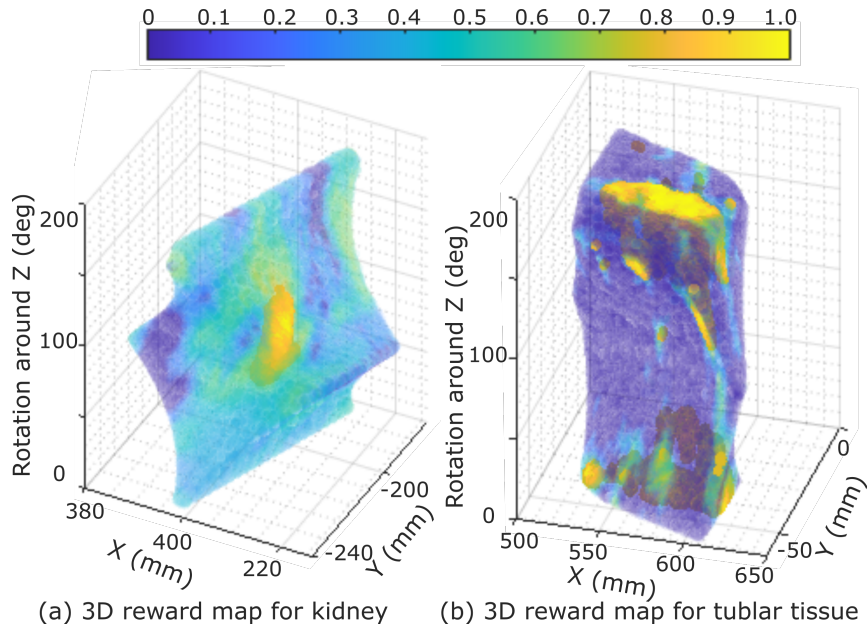 0 0.1 0.2 0.3 0.4 0.5 0.6 0.7 0.8 0.9 1.0
Rotation around Z (deg)
200
100
0
380
400
220
X (mm)
-240
-200
Y (mm)
Rotation around Z (deg)
200
100
0
500
550
600
650
X (mm)
-50
0
Y (mm)
(a) 3D reward map for kidney
(b) 3D reward map for tublar tissue